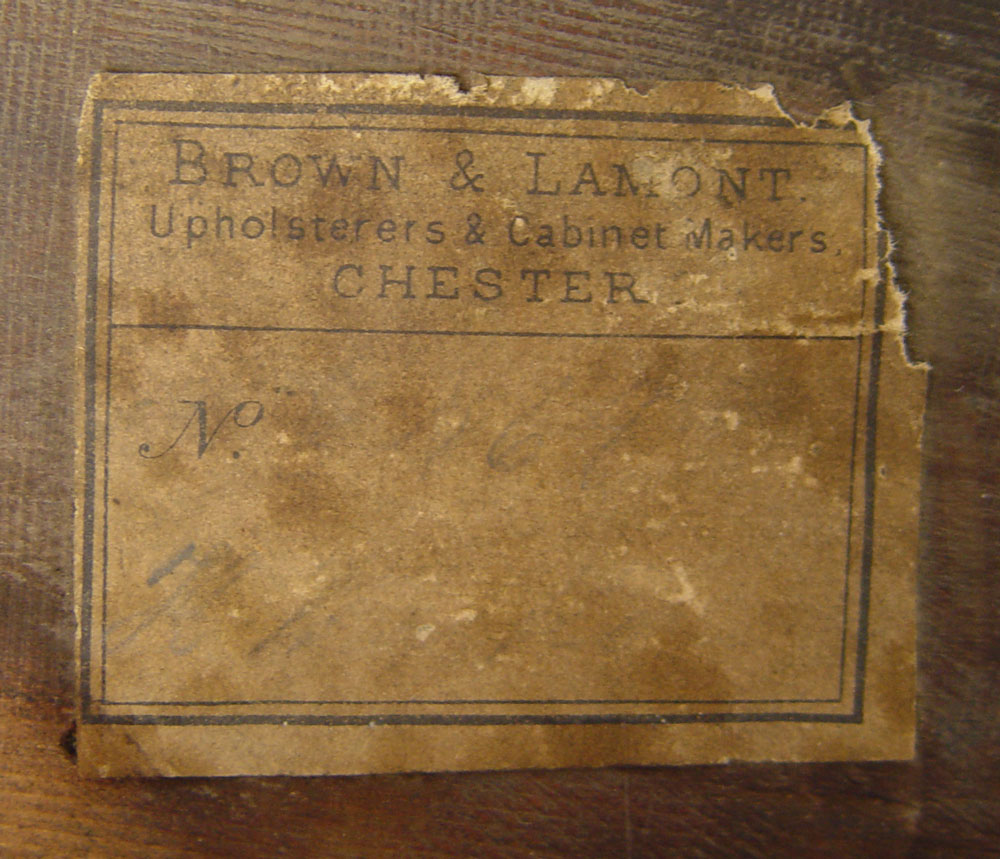 BROWN & LAMONT.
Upholsterers & Cabinet Makers,
CHESTER
No.